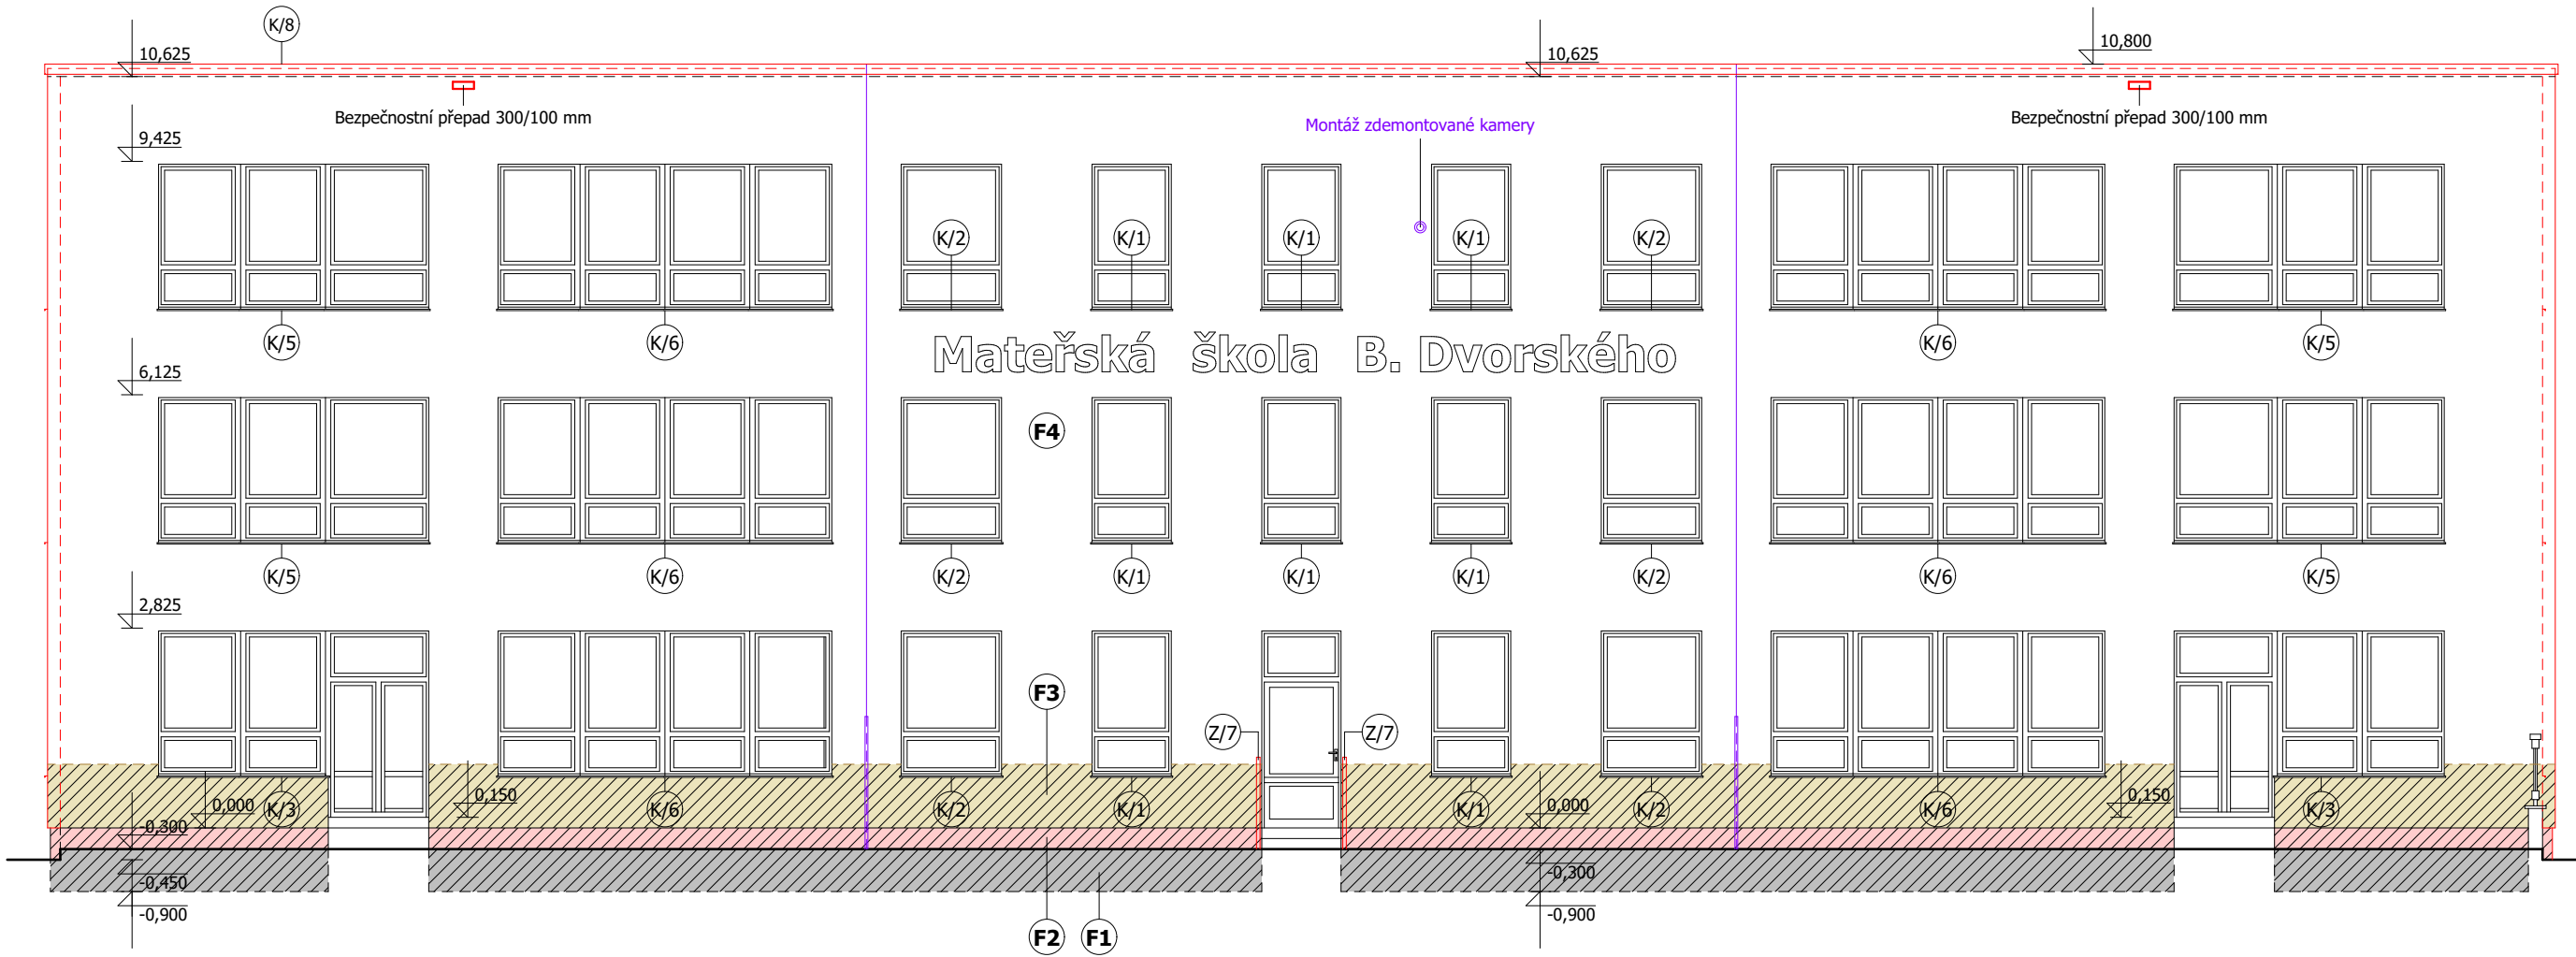 K/8
10,625
10,625
10,800
Bezpečnostní přepad 300/100 mm
Montáž zdemontované kamery
Bezpečnostní přepad 300/100 mm
9,425
K/2
K/1
K/1
K/1
K/2
K/5
K/6
K/6
K/5
Mateřská škola B. Dvorského
6,125
F4
K/5
K/6
K/2
K/1
K/1
K/1
K/2
K/6
K/5
2,825
F3
Z/7
Z/7
0,000
K/3
0,150
K/6
K/2
K/1
K/1
0,000
K/2
K/6
0,150
K/3
-0,300
-0,450
-0,300
-0,900
-0,900
F2
F1